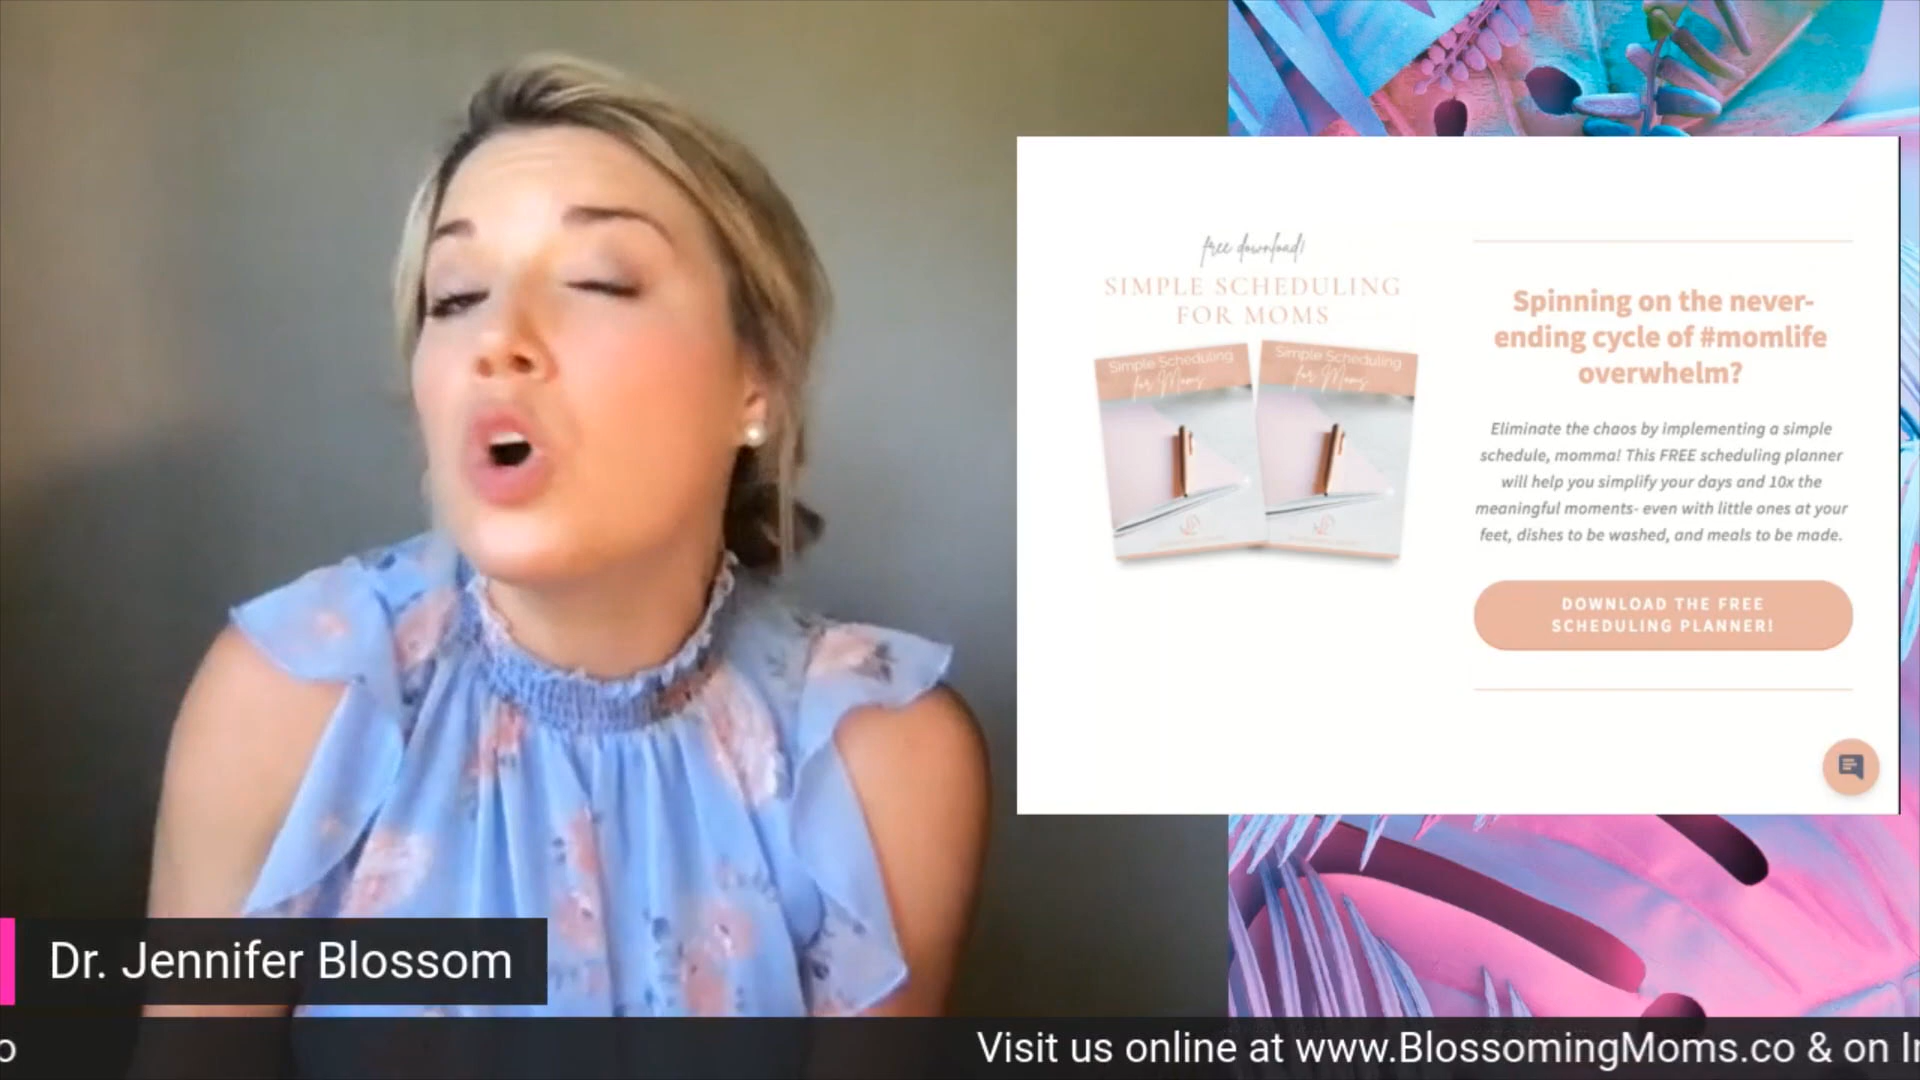 free download!
SIMPLE SCHEDULING
FOR MOMS
Simple Scheduling
for Moms
Simple Scheduling
for Moms
Spinning on the never-
ending cycle of #momlife
overwhelm?
Eliminate the chaos by implementing a simple
schedule, momma! This FREE scheduling planner
will help you simplify your days and 10x the
meaningful moments- even with little ones at your
feet, dishes to be washed, and meals to be made.
DOWNLOAD THE FREE
SCHEDULING PLANNER!
Dr. Jennifer Blossom
o Visit us online at www.BlossomingMoms.co & on I